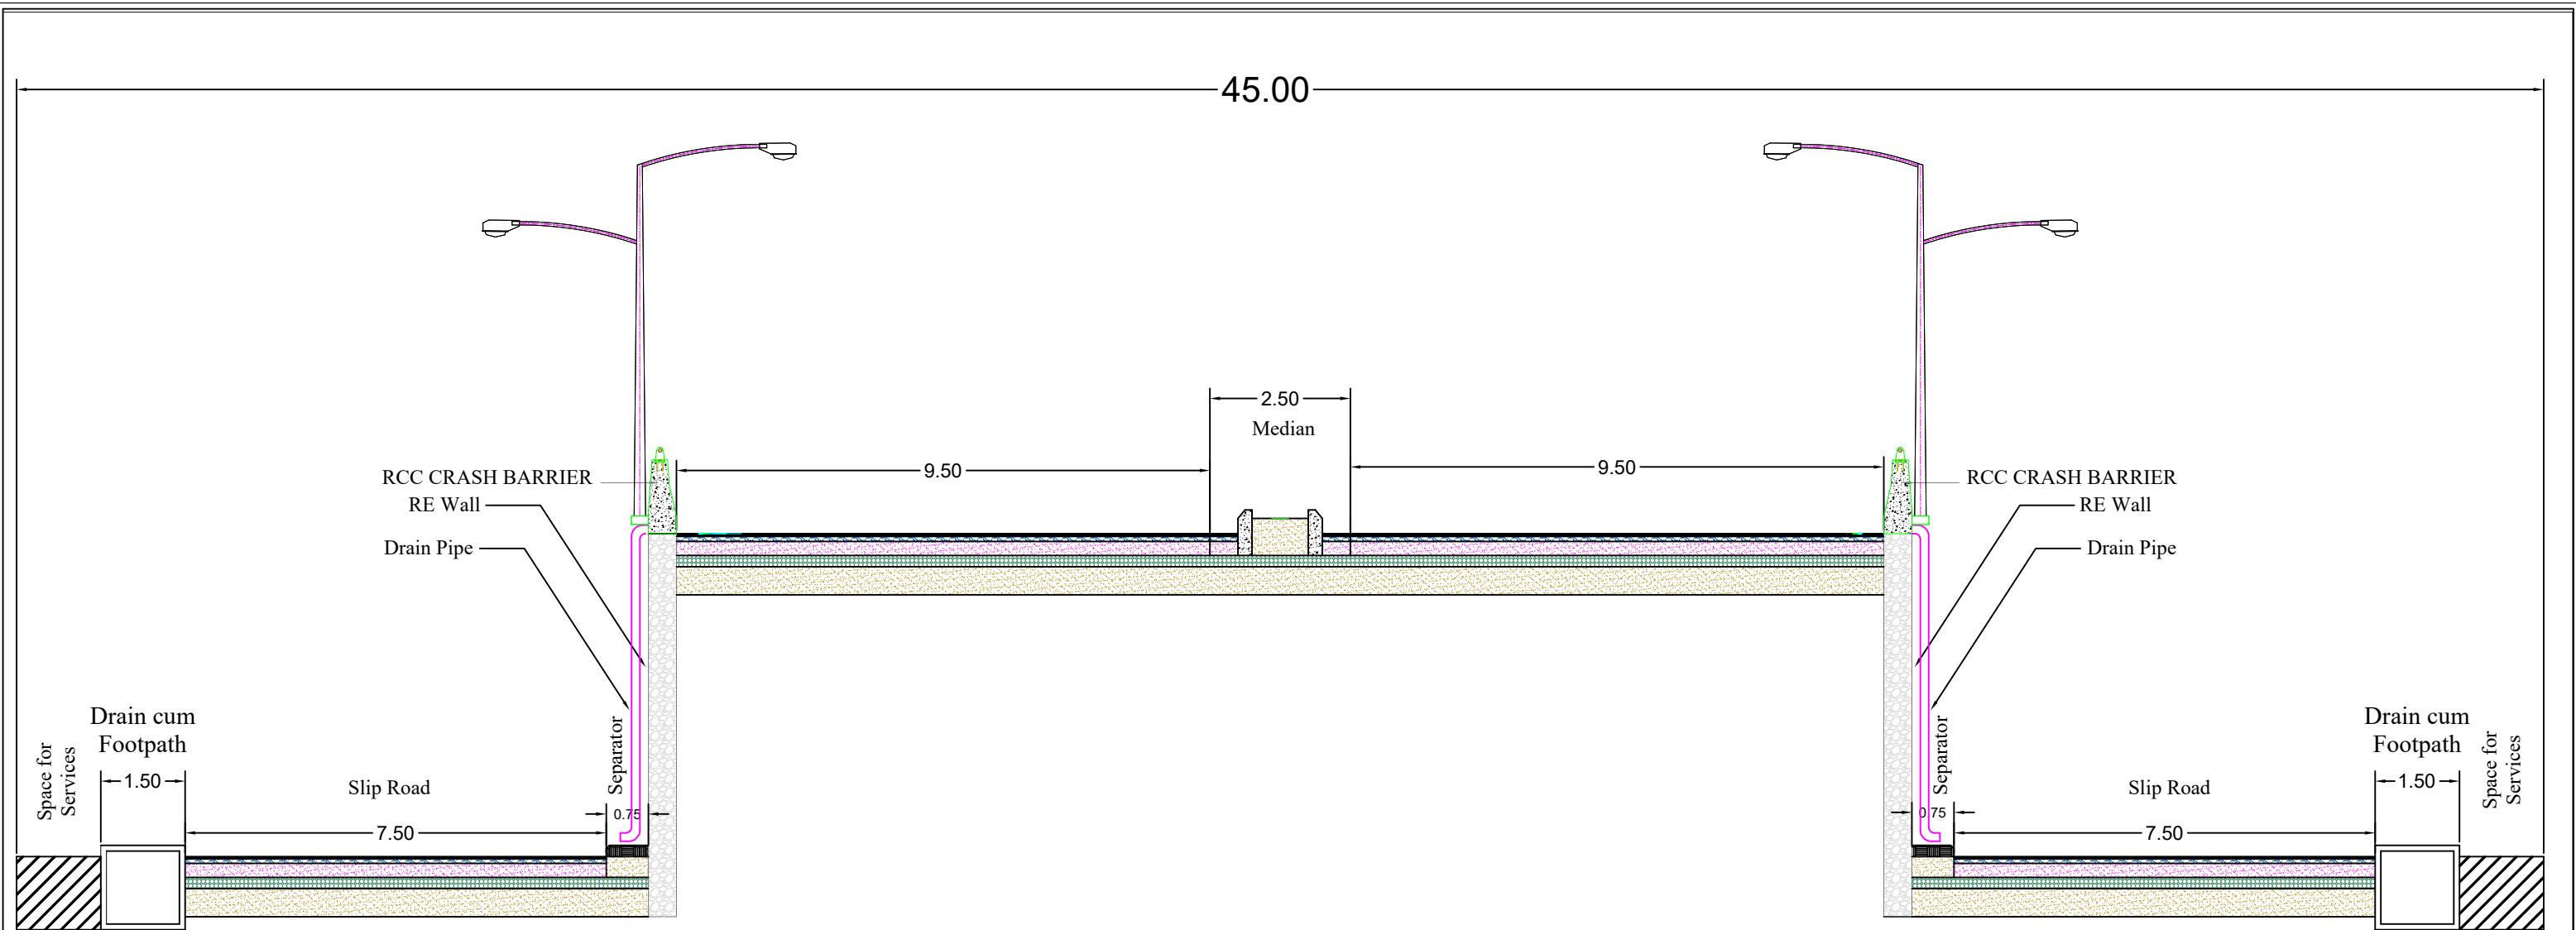 45.00
2.50
Median
9.50
9.50
RCC CRASH BARRIER
RE Wall
Drain Pipe
RCC CRASH BARRIER
RE Wall
Drain Pipe
Drain cum
Footpath
1.50
Space for
Services
Slip Road
7.50
Separator
0.75
Separator
0.75
Slip Road
7.50
Drain cum
Footpath
1.50
Space for
Services